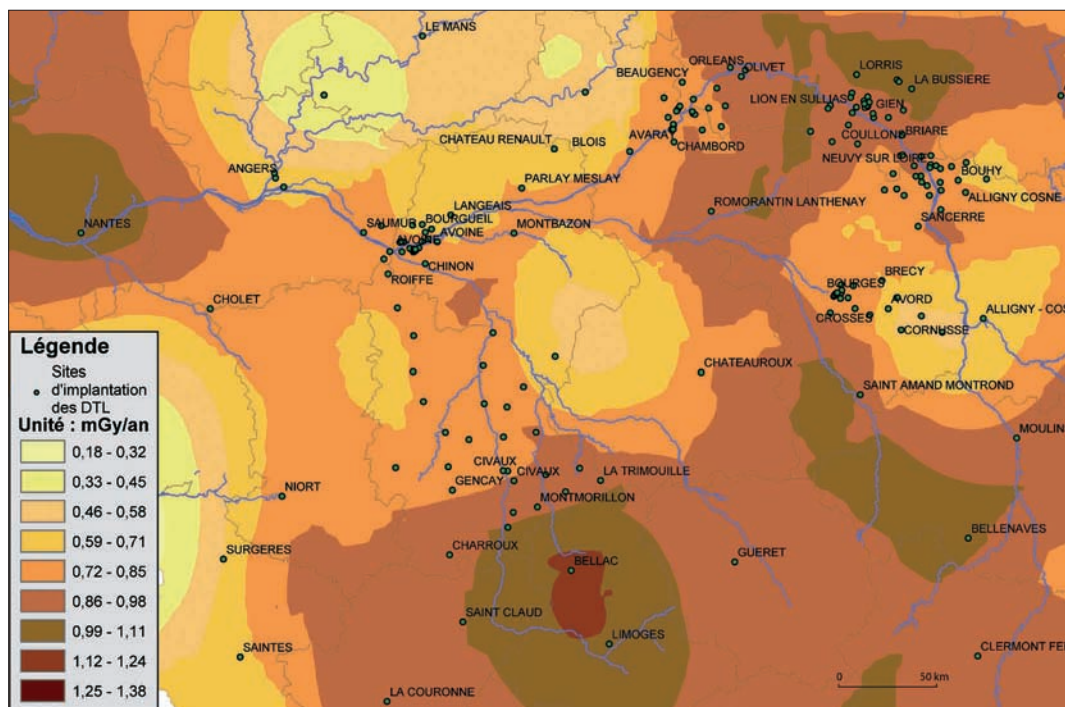 LE MANS
ORLEANS
OLIVET
LORRIS
BEAUGENCY
LA BUSSIERE
LION EN SULLIAS
GIEN
CHATEAU RENAULT
BLOIS
AVARA
COULLONS
BRIARE
CHAMBORD
ANGERS
NEUVY SUR LOIRE
BOUHY
PARLAY MESLAY
ALLIGNY COSNE
ROMORANTIN LANTHENAY
LANGEAIS
SANCERRE
NANTES
SAUMUR
BOURGUEIL
AVOINE
AVOINE
MONTBAZON
CHINON
ROIFFE
BRECY
BOURGES
AVORD
CHOLET
CROSSES
ALLIGNY - COS
CORNUSSE
CHATEAUROUX
SAINT AMAND MONTROND
MOULIN
CIVAUX
CIVAUX
LA TRIMOUILLE
GENCAY
MONTMORILLON
NIORT
BELLENAVES
SURGERES
CHARROUX
GUERET
BELLAC
SAINT CLAUD
LIMOGES
SAINTES
CLERMONT FE
LA COURONNE
0 50 km
Légende
Sites
d'implantation
des DTL
Unité : mGy/an
0,18 - 0,32
0,33 - 0,45
0,46 - 0,58
0,59 - 0,71
0,72 - 0,85
0,86 - 0,98
0,99 - 1,11
1,12 - 1,24
1,25 - 1,38